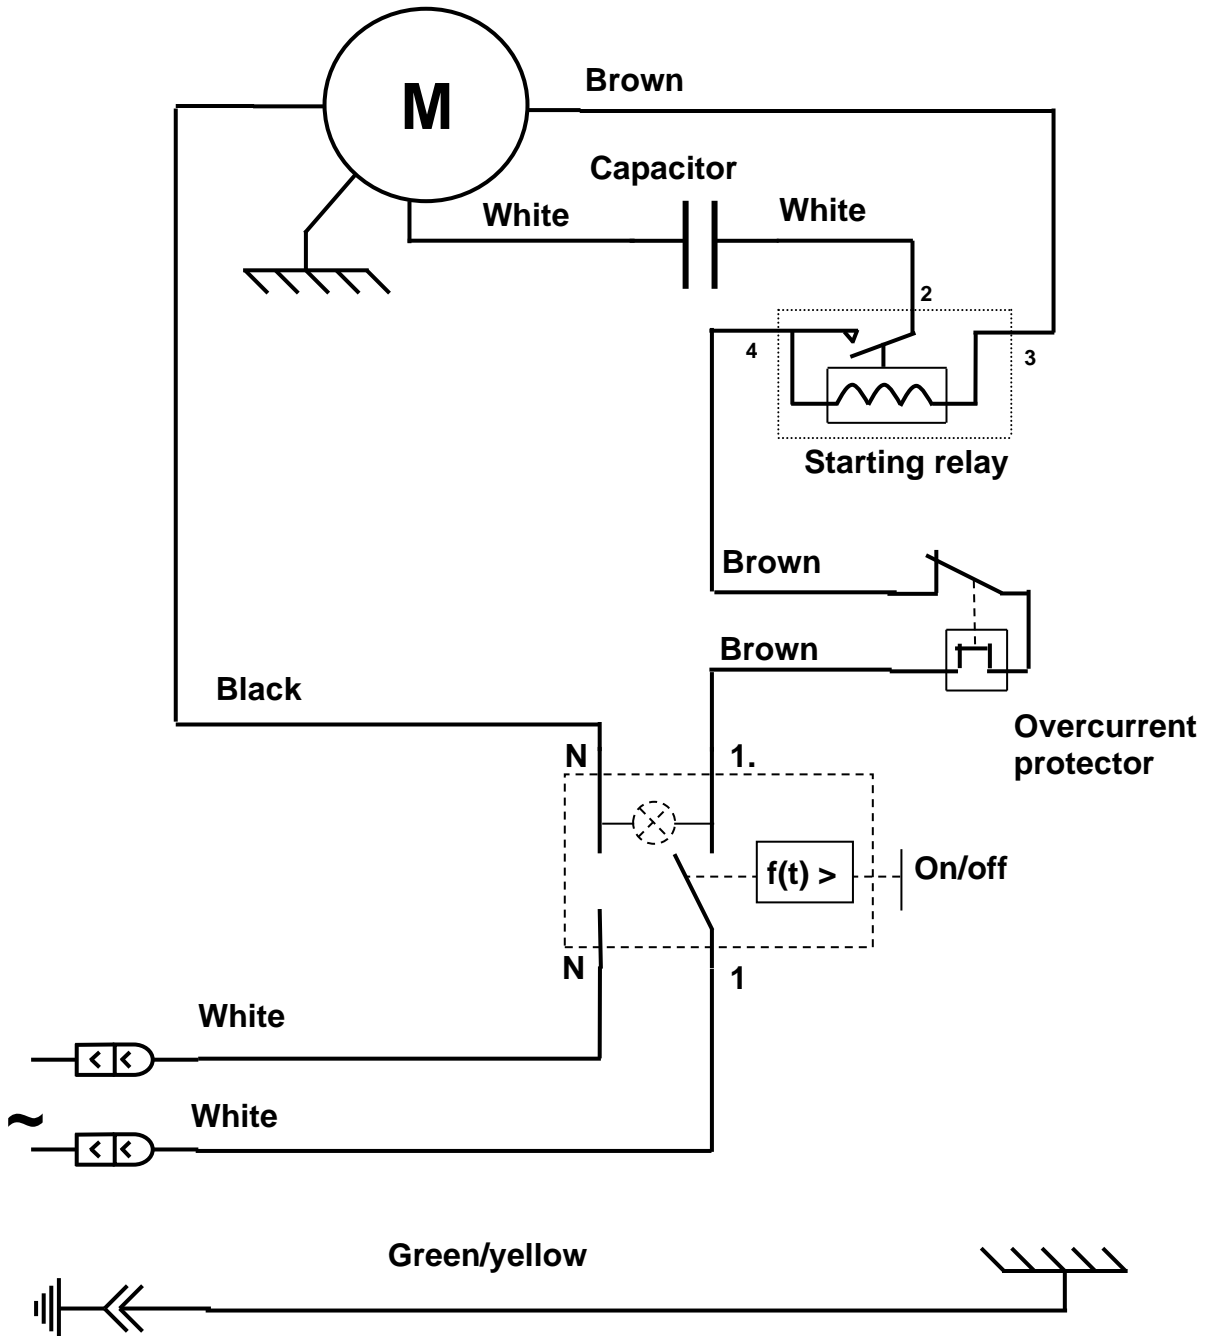 M
Brown
Capacitor
White
White
2
4
3
Starting relay
Brown
Brown
Black
Overcurrent
protector
N
1.
f(t) >
On/off
N
1
White
~
White
Green/yellow